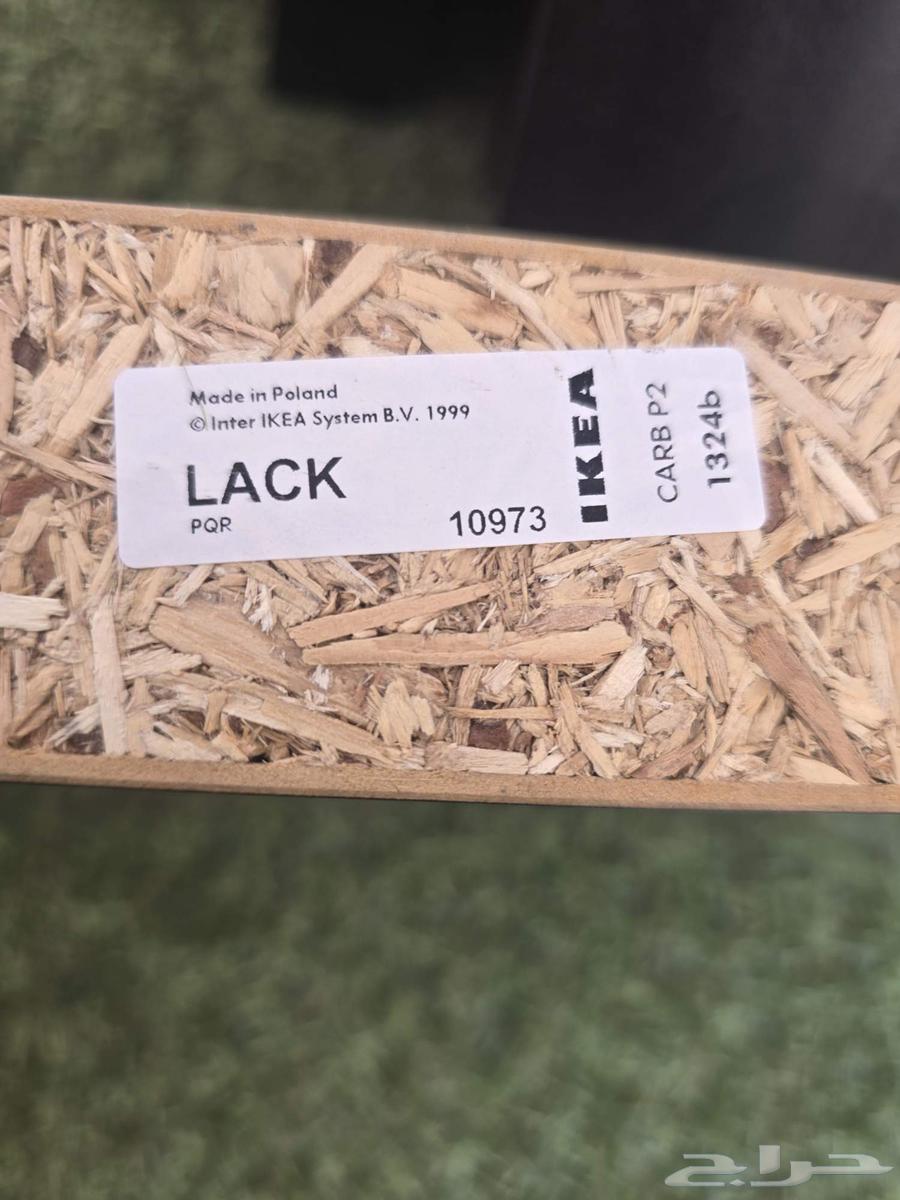 Made in Poland
© Inter IKEA System B.V. 1999
LACK
PQR
10973
IKEA
CARB P2
1324b
حراج